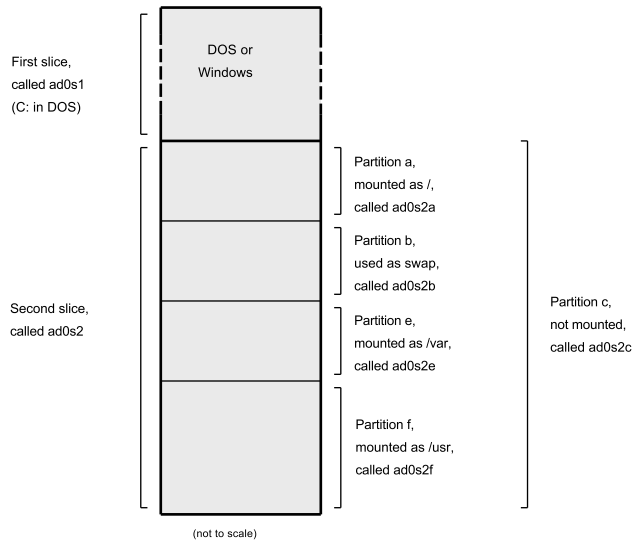 First slice,
called ad0s1
(C: in DOS)
DOS or
Windows
Second slice,
called ad0s2
Partition a,
mounted as /,
called ad0s2a
Partition b,
used as swap,
called ad0s2b
Partition e,
mounted as /var,
called ad0s2e
Partition f,
mounted as /usr,
called ad0s2f
Partition c,
not mounted,
called ad0s2c
(not to scale)